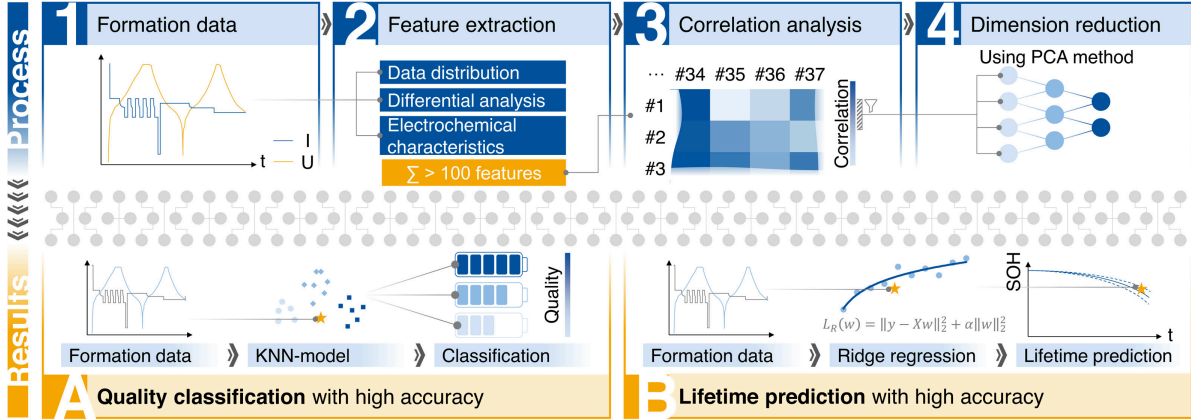 Process
1 Formation data
I
U
t
2 Feature extraction
Data distribution
Differential analysis
Electrochemical
characteristics
∑ > 100 features
3 Correlation analysis
... #34 #35 #36 #37
#1
#2
#3
Correlation
4 Dimension reduction
Using PCA method
Results
Quality
Formation data
KNN-model
Classification
A Quality classification with high accuracy
L_R(w) = ‖y − Xw‖₂² + α‖w‖₂²
SOH
t
Formation data
Ridge regression
Lifetime prediction
B Lifetime prediction with high accuracy